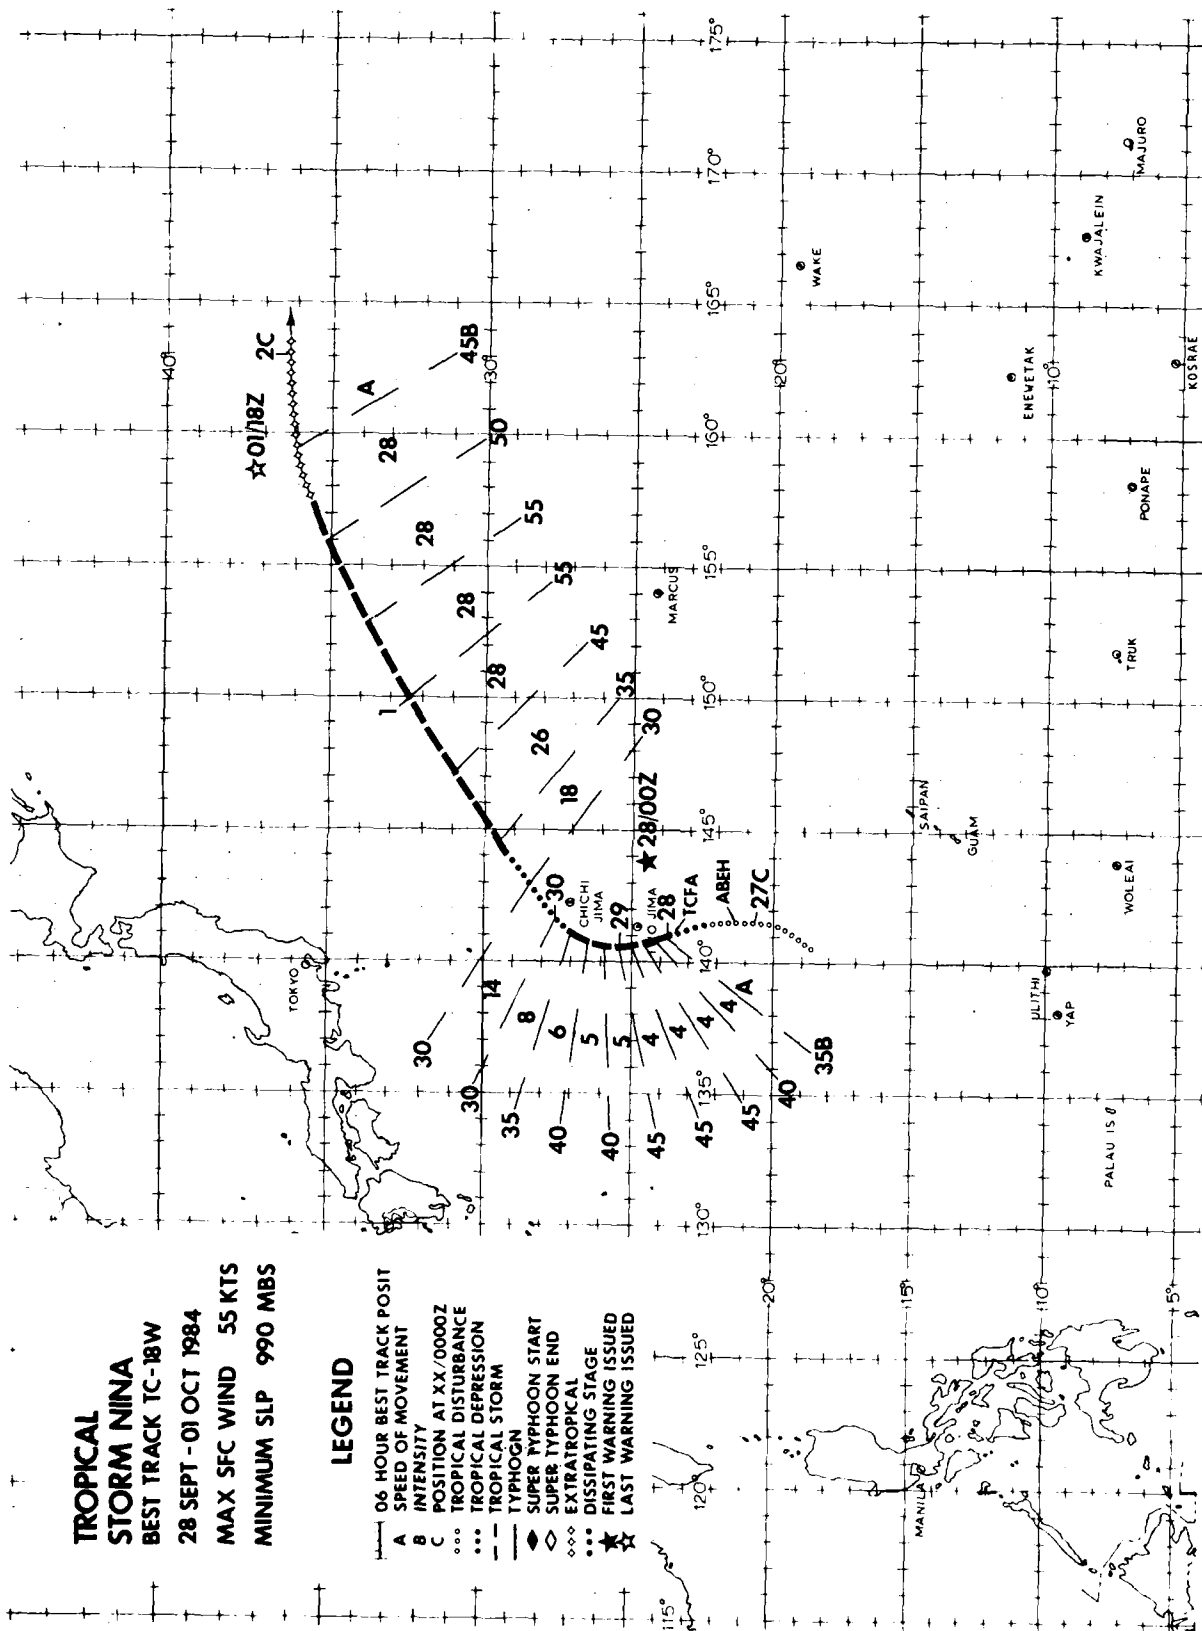 TROPICAL
STORM NINA
BEST TRACK TC-18W
28 SEPT - 01 OCT 1984
MAX SFC WIND 55 KTS
MINIMUM SLP 990 MBS
LEGEND
06 HOUR BEST TRACK POSIT
A SPEED OF MOVEMENT
B INTENSITY
C POSITION AT XX/0000Z
TROPICAL DISTURBANCE
TROPICAL DEPRESSION
TROPICAL STORM
TYPHOON
SUPER TYPHOON START
SUPER TYPHOON END
EXTRATROPICAL
DISSIPATING STAGE
FIRST WARNING ISSUED
LAST WARNING ISSUED
40°
☆01/18Z
2C
A
45B
28
50
28
55
28
55
28
45
26
35
18
30
1
30°
TOKYO
30
14
30
8
35
6
40
5
40
5
45
4
45
4
45
4
40
4
35B
A
30
CHICHI
JIMA
29
JIMA
28
★28/00Z
TCFA
ABEH
27C
MARCUS
WAKE
20°
115°
120°
125°
130°
135°
140°
145°
150°
155°
160°
165°
170°
175°
20°
15°
10°
5°
10°
SAIPAN
GUAM
ENEWETAK
KWAJALEIN
MAJURO
KOSRAE
PONAPE
TRUK
WOLEAI
ULITHI
YAP
PALAU IS
MANILA